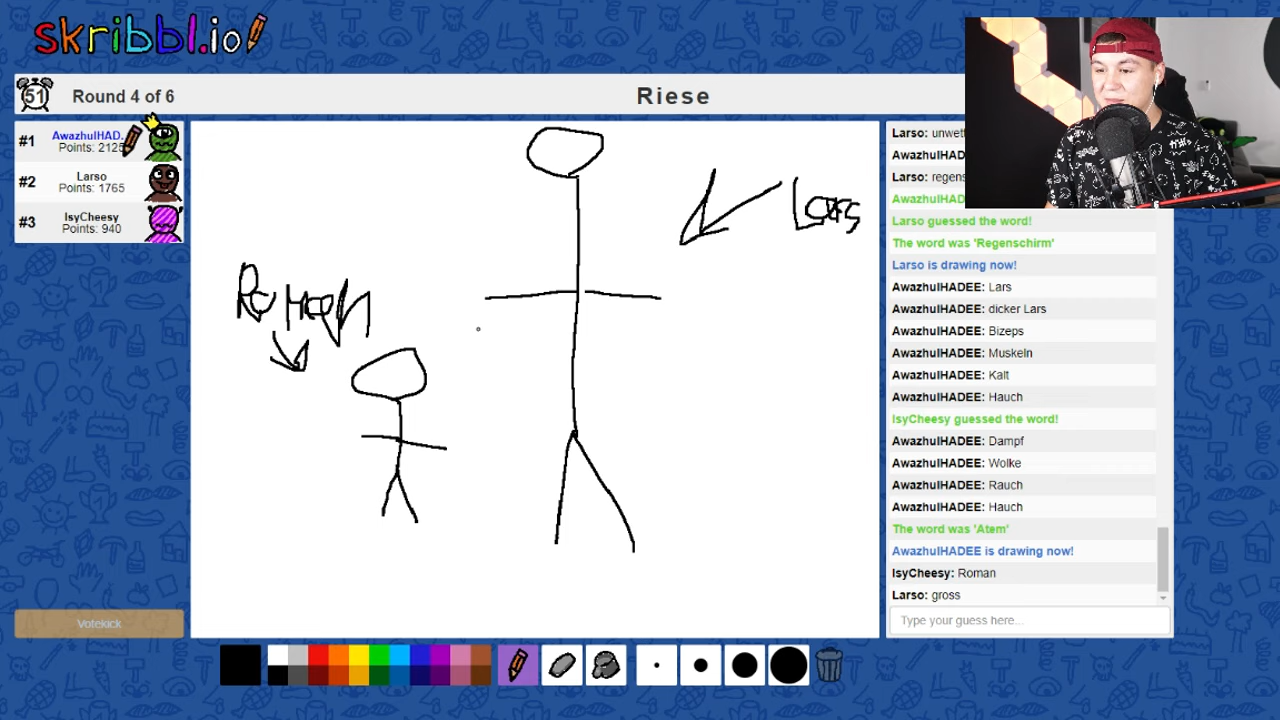 skribbl.io
51
Round 4 of 6
Riese
#1
AwazhulHAD.
Points: 2125
#2
Larso
Points: 1765
#3
IsyCheesy
Points: 940
Roman
Lars
Larso: unwett
AwazhulHAD
Larso: regens
AwazhulHAD
Larso guessed the word!
The word was 'Regenschirm'
Larso is drawing now!
AwazhulHADEE: Lars
AwazhulHADEE: dicker Lars
AwazhulHADEE: Bizeps
AwazhulHADEE: Muskeln
AwazhulHADEE: Kalt
AwazhulHADEE: Hauch
IsyCheesy guessed the word!
AwazhulHADEE: Dampf
AwazhulHADEE: Wolke
AwazhulHADEE: Rauch
AwazhulHADEE: Hauch
The word was 'Atem'
AwazhulHADEE is drawing now!
IsyCheesy: Roman
Larso: gross
Type your guess here...
Votekick